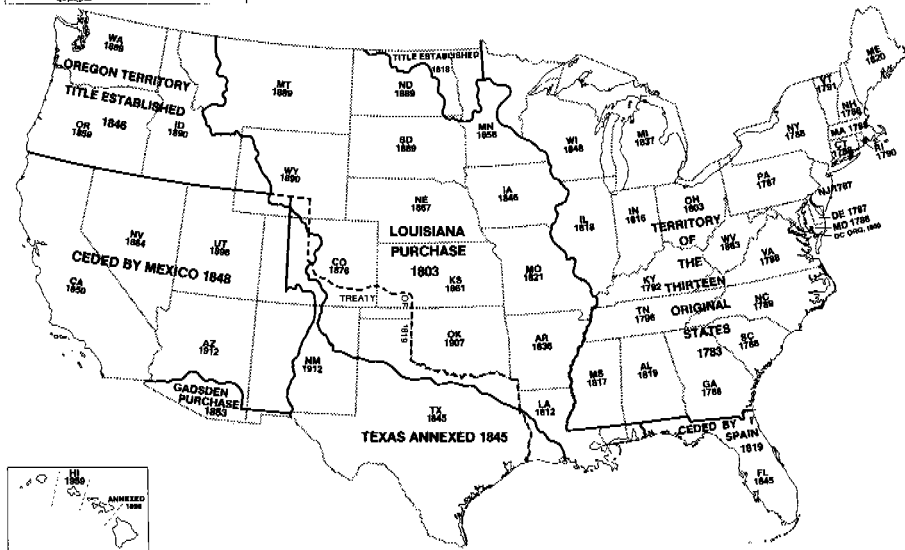 WA
1889
OREGON TERRITORY
TITLE ESTABLISHED
1846
OR
1859
ID
1890
MT
1889
TITLE ESTABLISHED
1818
ND
1889
SD
1889
MN
1858
WI
1848
MI
1837
WY
1890
NE
1867
IA
1846
LOUISIANA
PURCHASE
1803
NV
1864
UT
1896
CO
1876
KS
1861
MO
1821
CEDED BY MEXICO 1848
CA
1850
TREATY
OF
1819
AZ
1912
NM
1912
OK
1907
AR
1836
LA
1812
GADSDEN
PURCHASE
1853
TX
1845
TEXAS ANNEXED 1845
IL
1818
IN
1816
OH
1803
TERRITORY
OF
THE
THIRTEEN
ORIGINAL
STATES
1783
KY
1792
TN
1796
WV
1863
VA
1788
NC
1789
SC
1788
MS
1817
AL
1819
GA
1788
CEDED BY
SPAIN
1819
FL
1845
ME
1820
VT
1791
NH
1788
MA 1788
CT
1788
RI
1790
NY
1788
PA
1787
NJ 1787
DE 1787
MD 1788
HI
1959
ANNEXED
1898